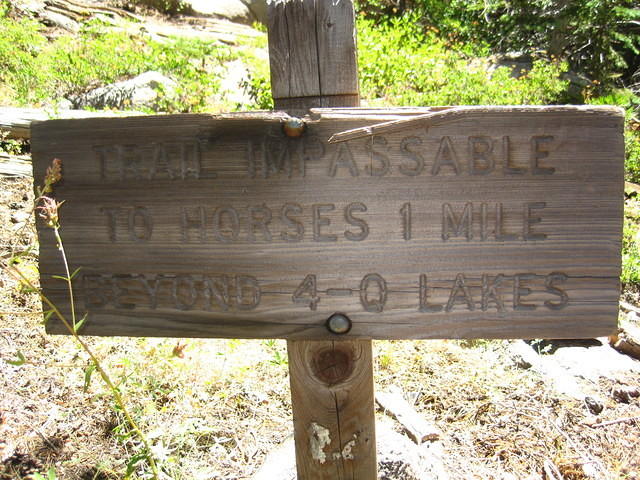 TRAIL IMPASSABLE
TO HORSES 1 MILE
BEYOND 4-Q LAKES